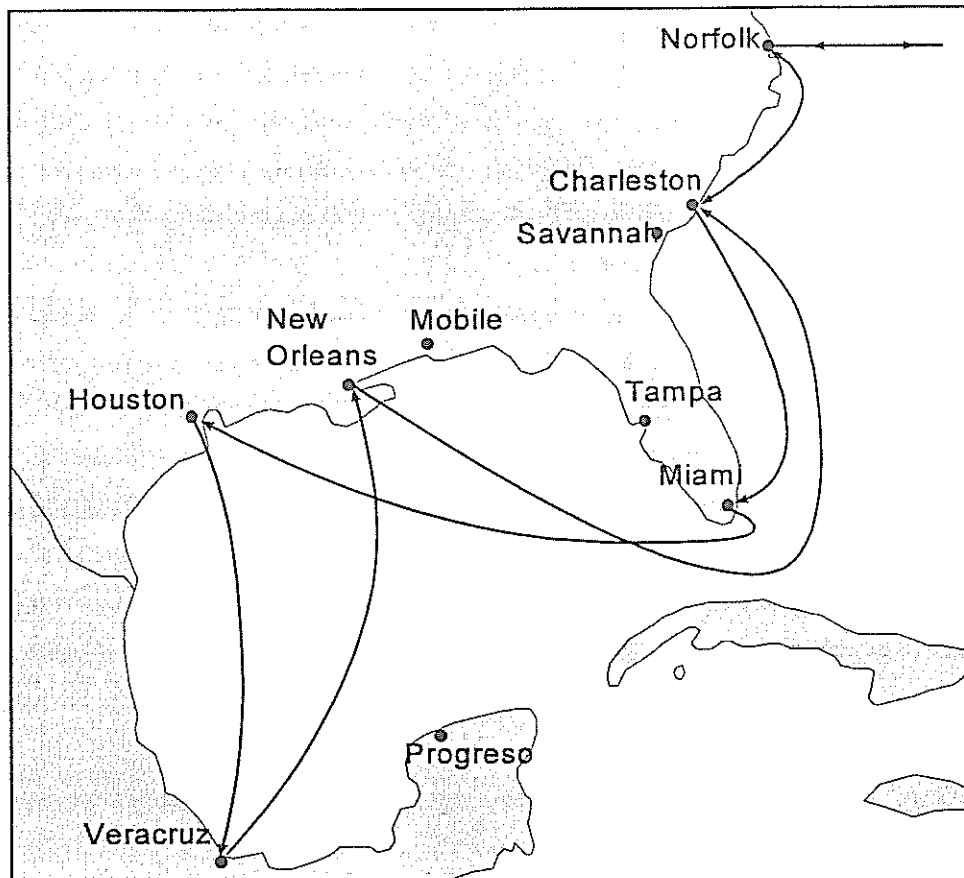 Norfolk
Charleston
Savannah
New
Orleans
Mobile
Houston
Tampa
Miami
Progreso
Veracruz